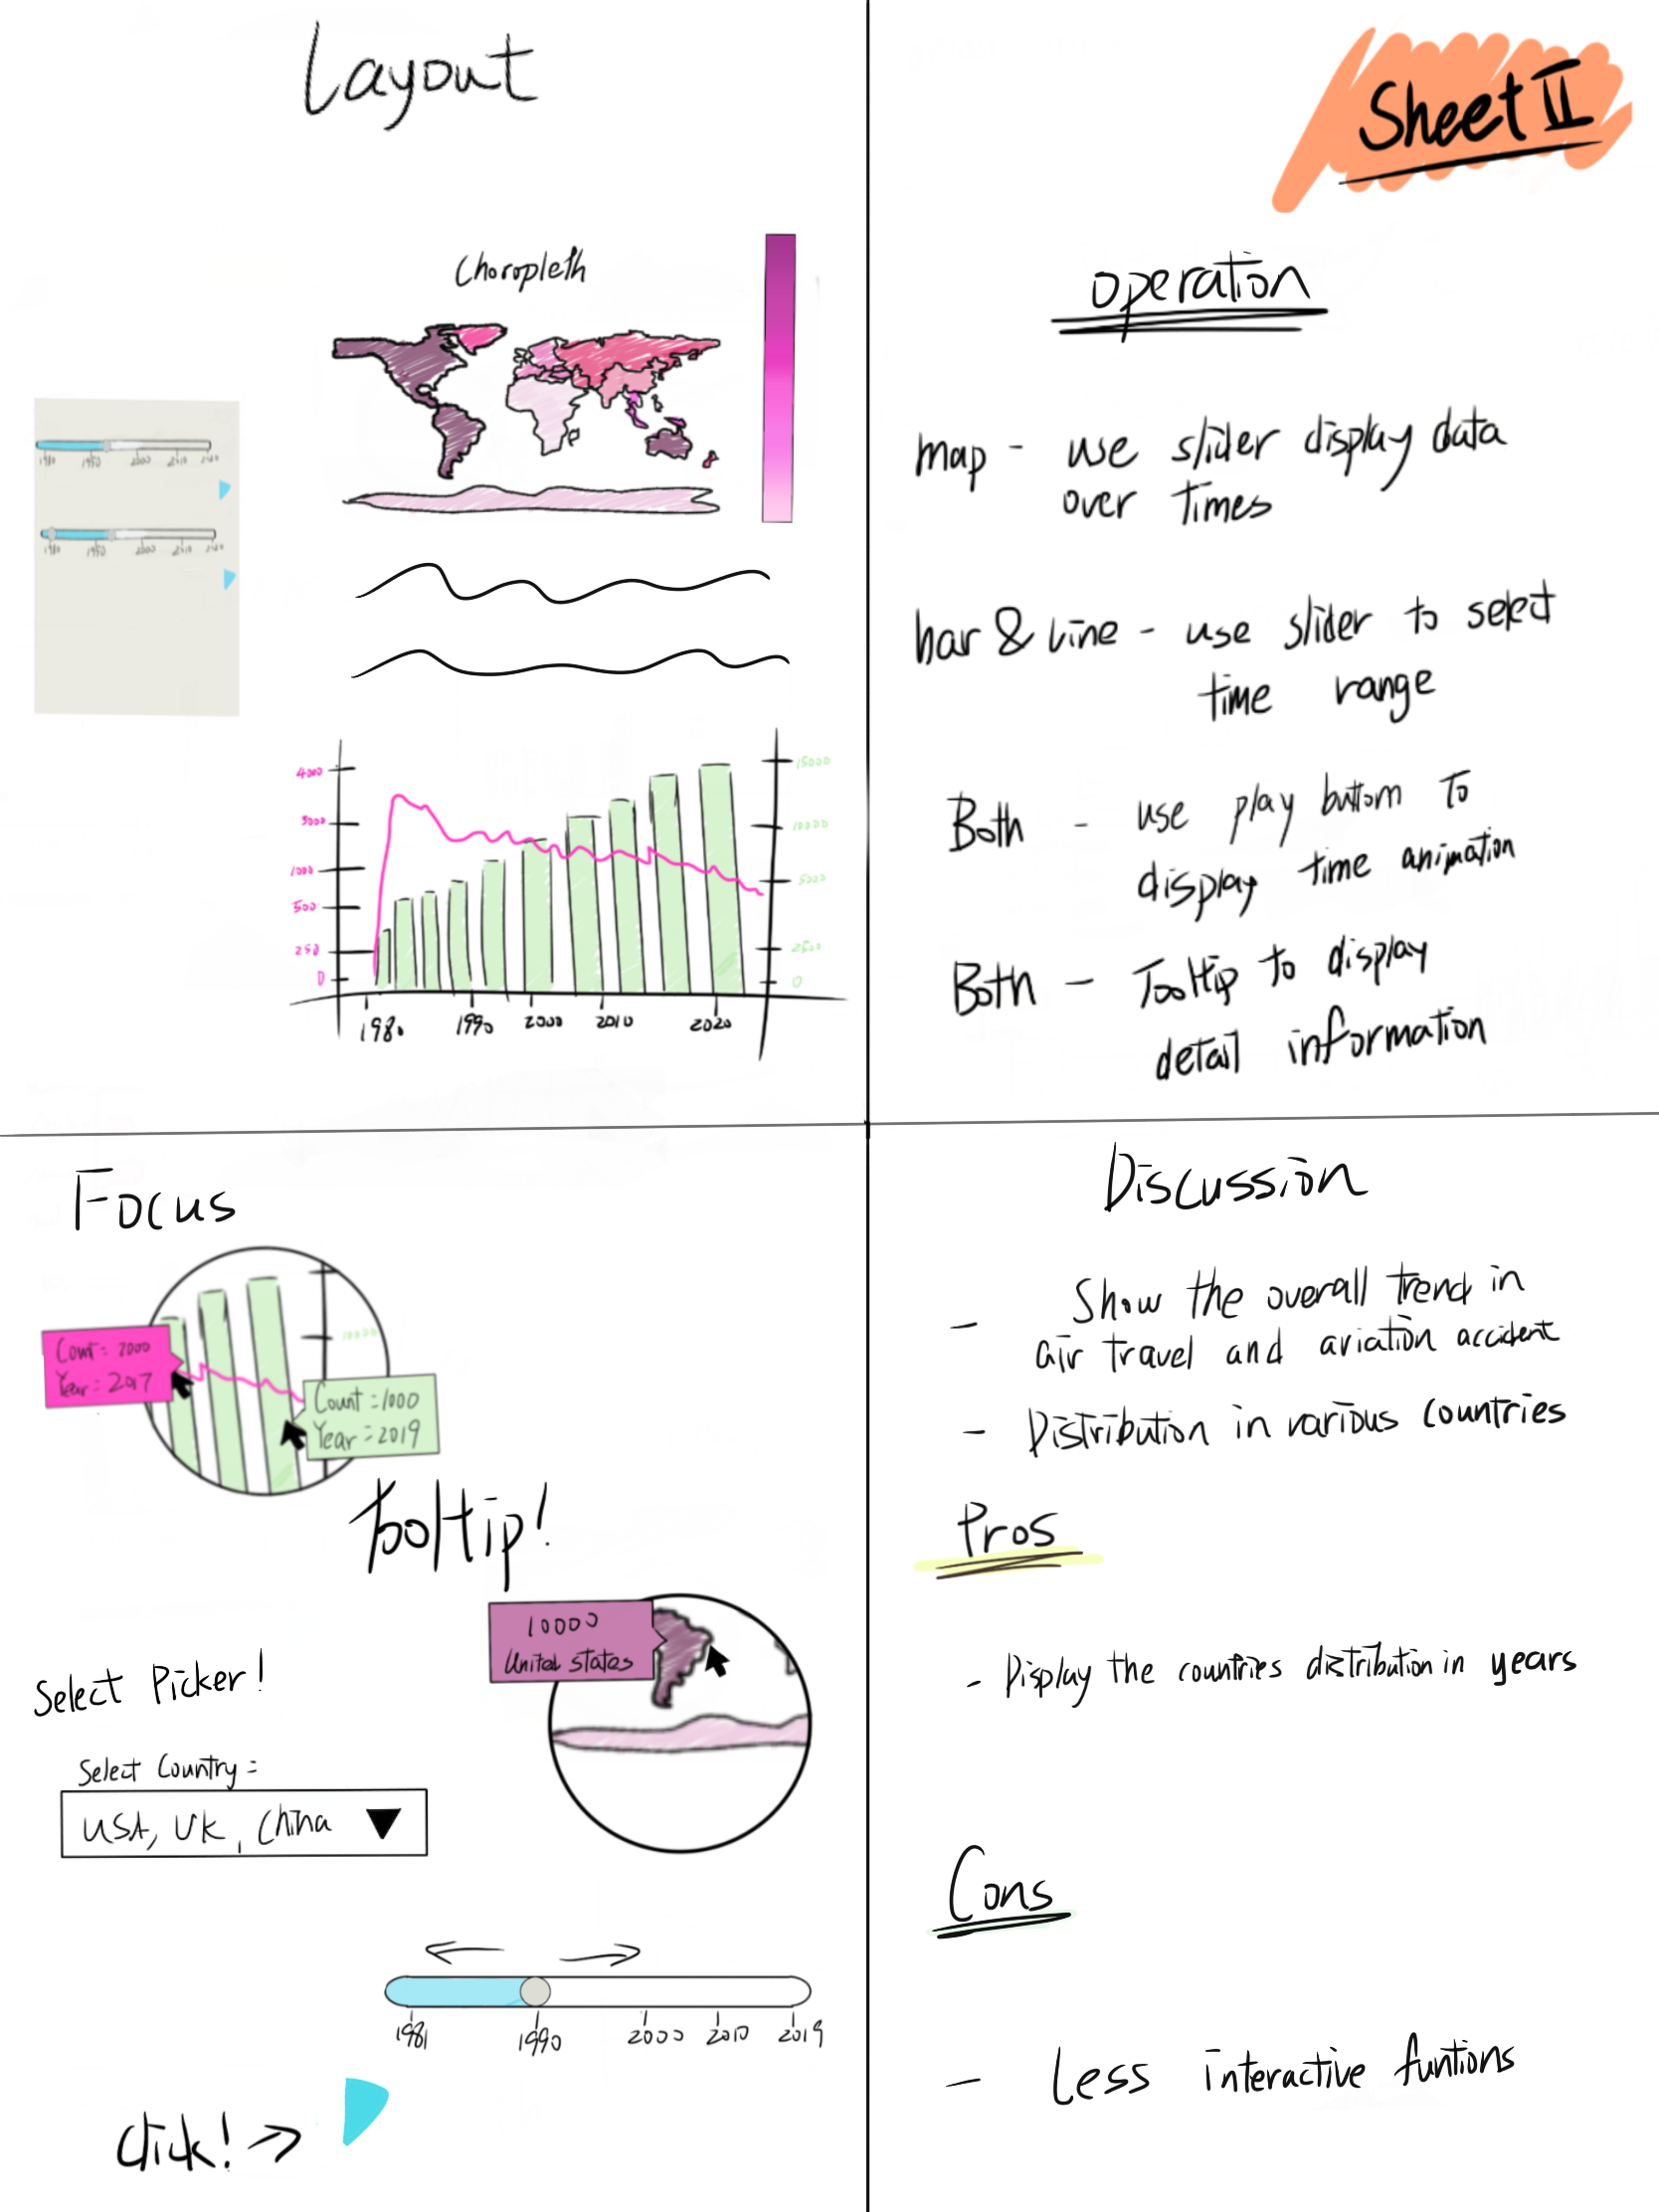 Layout
Choropleth
1980 1990 2000 2010 2020
1980 1990 2000 2010 2020
4000
3000
1000
500
250
0
15000
10000
5000
2500
0
1980 1990 2000 2010 2020
Sheet II
operation
map - use slider display data
over times
bar & line - use slider to select
time range
Both - use play buttom to
display time animation
Both - Tooltip to display
detail information
Focus
10000
Count = 2000
Year = 2017
Count = 1000
Year = 2019
Tooltip!
10000
United states
Select Picker!
Select Country =
USA, UK, China
1981 1990 2000 2010 2019
Click! →
Discussion
- Show the overall trend in
air travel and aviation accident
- Distribution in various countries
Pros
- Display the countries distribution in years
Cons
- Less interactive funtions